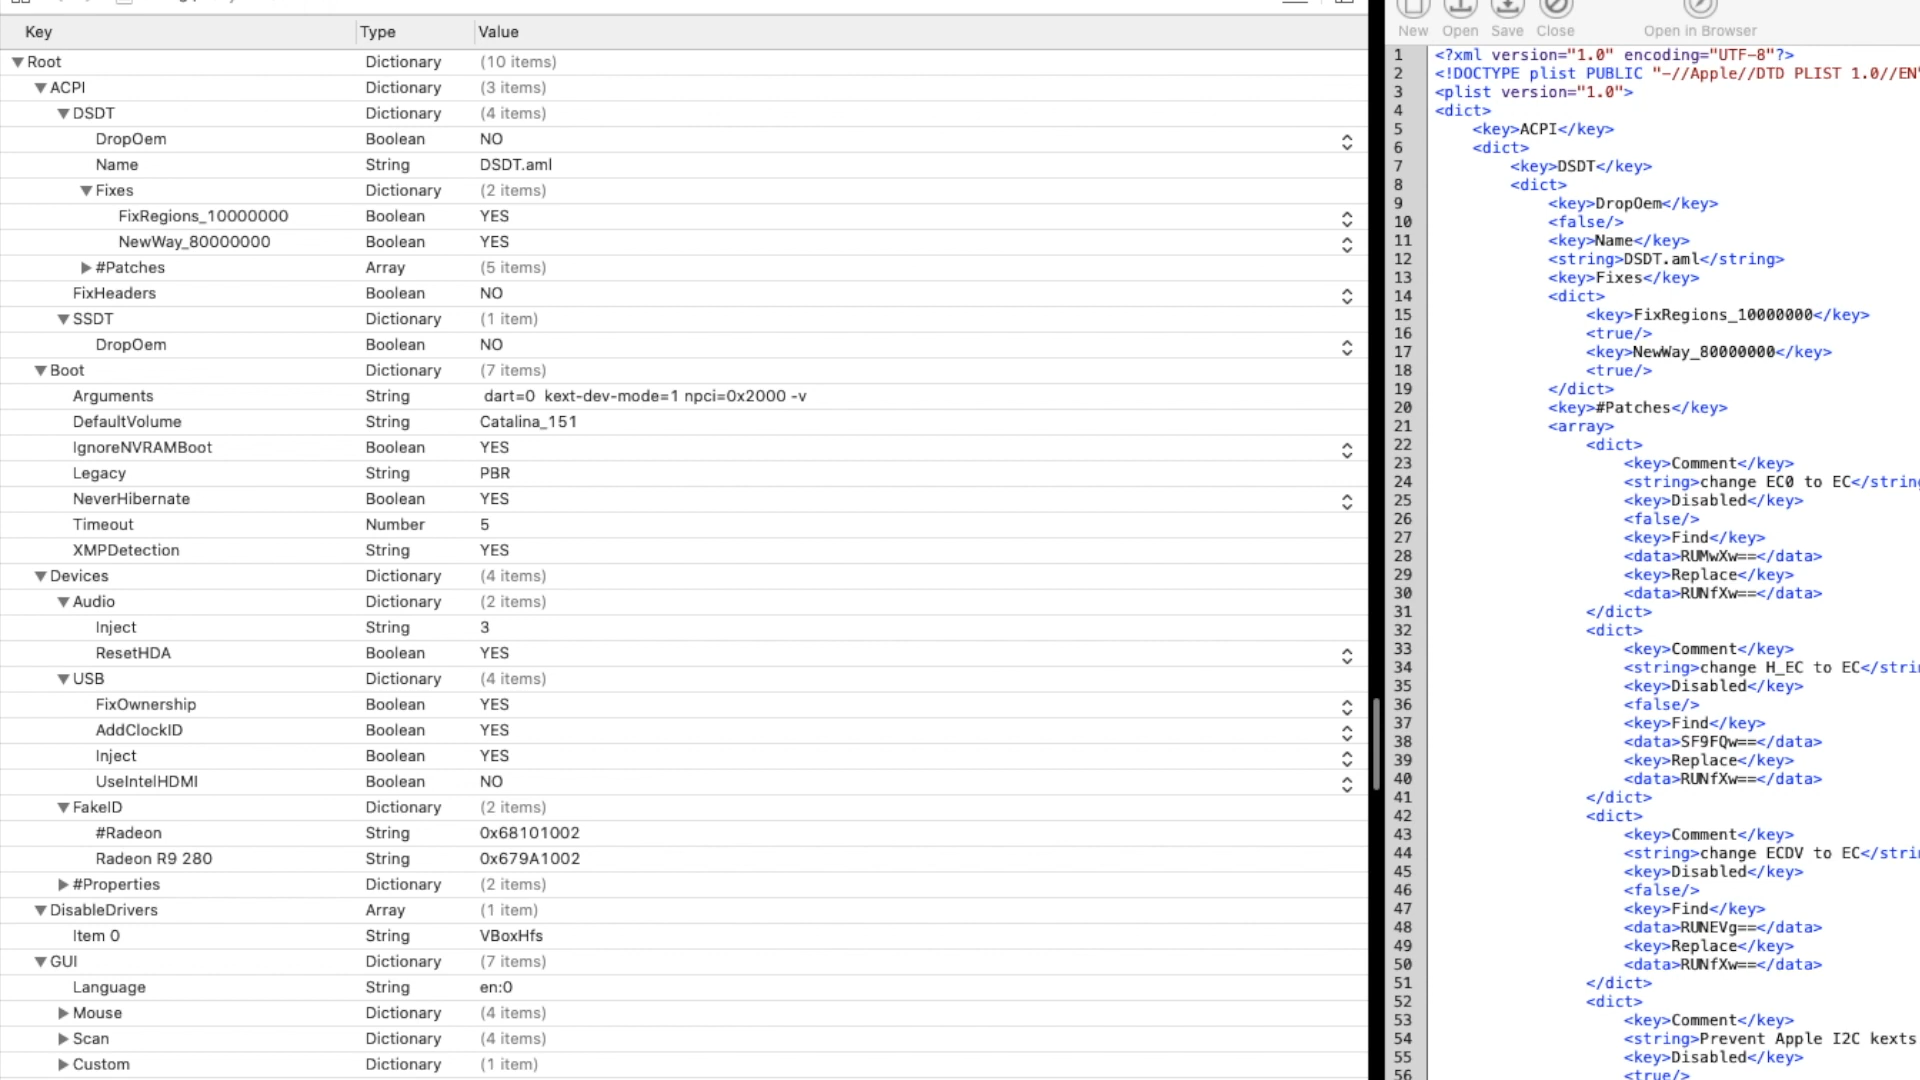 Key Type Value
Root Dictionary (10 items)
ACPI Dictionary (3 items)
DSDT Dictionary (4 items)
DropOem Boolean NO
Name String DSDT.aml
Fixes Dictionary (2 items)
FixRegions_10000000 Boolean YES
NewWay_80000000 Boolean YES
#Patches Array (5 items)
FixHeaders Boolean NO
SSDT Dictionary (1 item)
DropOem Boolean NO
Boot Dictionary (7 items)
Arguments String dart=0  kext-dev-mode=1 npci=0x2000 -v
DefaultVolume String Catalina_151
IgnoreNVRAMBoot Boolean YES
Legacy String PBR
NeverHibernate Boolean YES
Timeout Number 5
XMPDetection String YES
Devices Dictionary (4 items)
Audio Dictionary (2 items)
Inject String 3
ResetHDA Boolean YES
USB Dictionary (4 items)
FixOwnership Boolean YES
AddClockID Boolean YES
Inject Boolean YES
UseIntelHDMI Boolean NO
FakeID Dictionary (2 items)
#Radeon String 0x68101002
Radeon R9 280 String 0x679A1002
#Properties Dictionary (2 items)
DisableDrivers Array (1 item)
Item 0 String VBoxHfs
GUI Dictionary (7 items)
Language String en:0
Mouse Dictionary (4 items)
Scan Dictionary (4 items)
Custom Dictionary (1 item)
New Open Save Close Open in Browser
1 <?xml version="1.0" encoding="UTF-8"?>
2 <!DOCTYPE plist PUBLIC "-//Apple//DTD PLIST 1.0//EN"
3 <plist version="1.0">
4 <dict>
5 <key>ACPI</key>
6 <dict>
7 <key>DSDT</key>
8 <dict>
9 <key>DropOem</key>
10 <false/>
11 <key>Name</key>
12 <string>DSDT.aml</string>
13 <key>Fixes</key>
14 <dict>
15 <key>FixRegions_10000000</key>
16 <true/>
17 <key>NewWay_80000000</key>
18 <true/>
19 </dict>
20 <key>#Patches</key>
21 <array>
22 <dict>
23 <key>Comment</key>
24 <string>change EC0 to EC</string
25 <key>Disabled</key>
26 <false/>
27 <key>Find</key>
28 <data>RUMwXw==</data>
29 <key>Replace</key>
30 <data>RUNfXw==</data>
31 </dict>
32 <dict>
33 <key>Comment</key>
34 <string>change H_EC to EC</stri
35 <key>Disabled</key>
36 <false/>
37 <key>Find</key>
38 <data>SF9FQw==</data>
39 <key>Replace</key>
40 <data>RUNfXw==</data>
41 </dict>
42 <dict>
43 <key>Comment</key>
44 <string>change ECDV to EC</stri
45 <key>Disabled</key>
46 <false/>
47 <key>Find</key>
48 <data>RUNEVg==</data>
49 <key>Replace</key>
50 <data>RUNfXw==</data>
51 </dict>
52 <dict>
53 <key>Comment</key>
54 <string>Prevent Apple I2C kexts
55 <key>Disabled</key>
56 <true/>